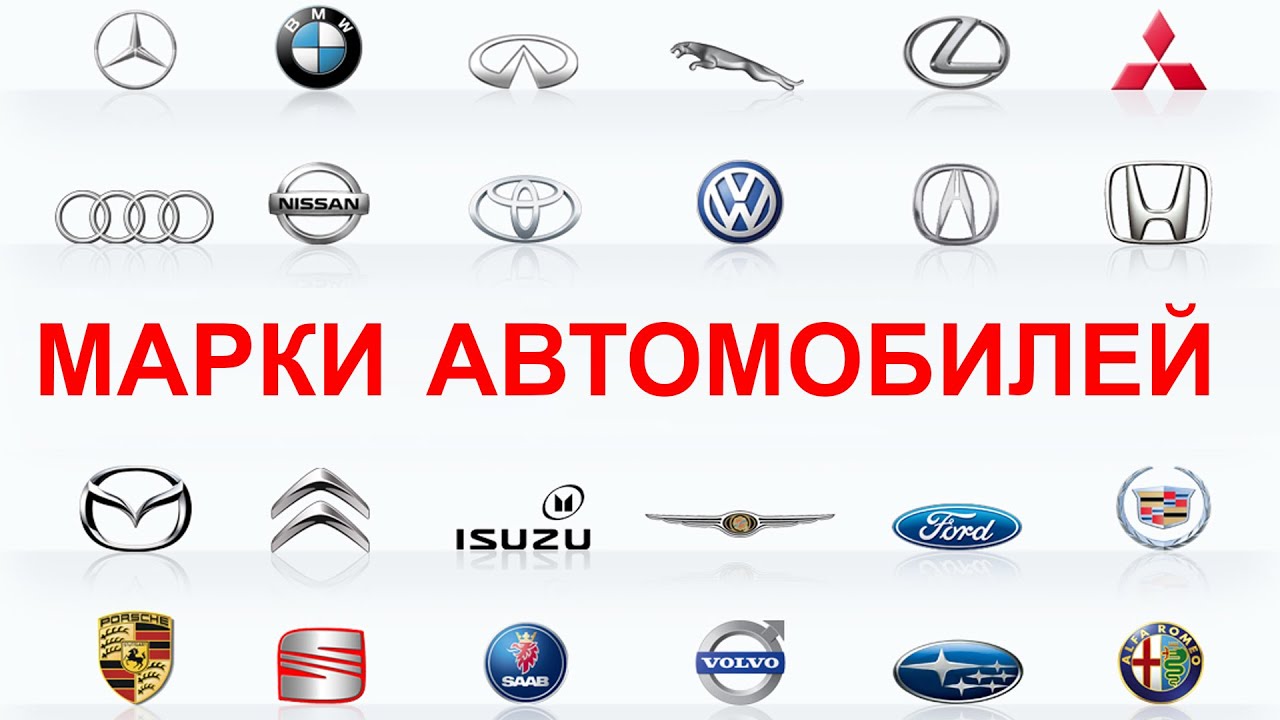 BMW
NISSAN
МАРКИ АВТОМОБИЛЕЙ
ISUZU
Ford
PORSCHE
SAAB
VOLVO
ALFA ROMEO